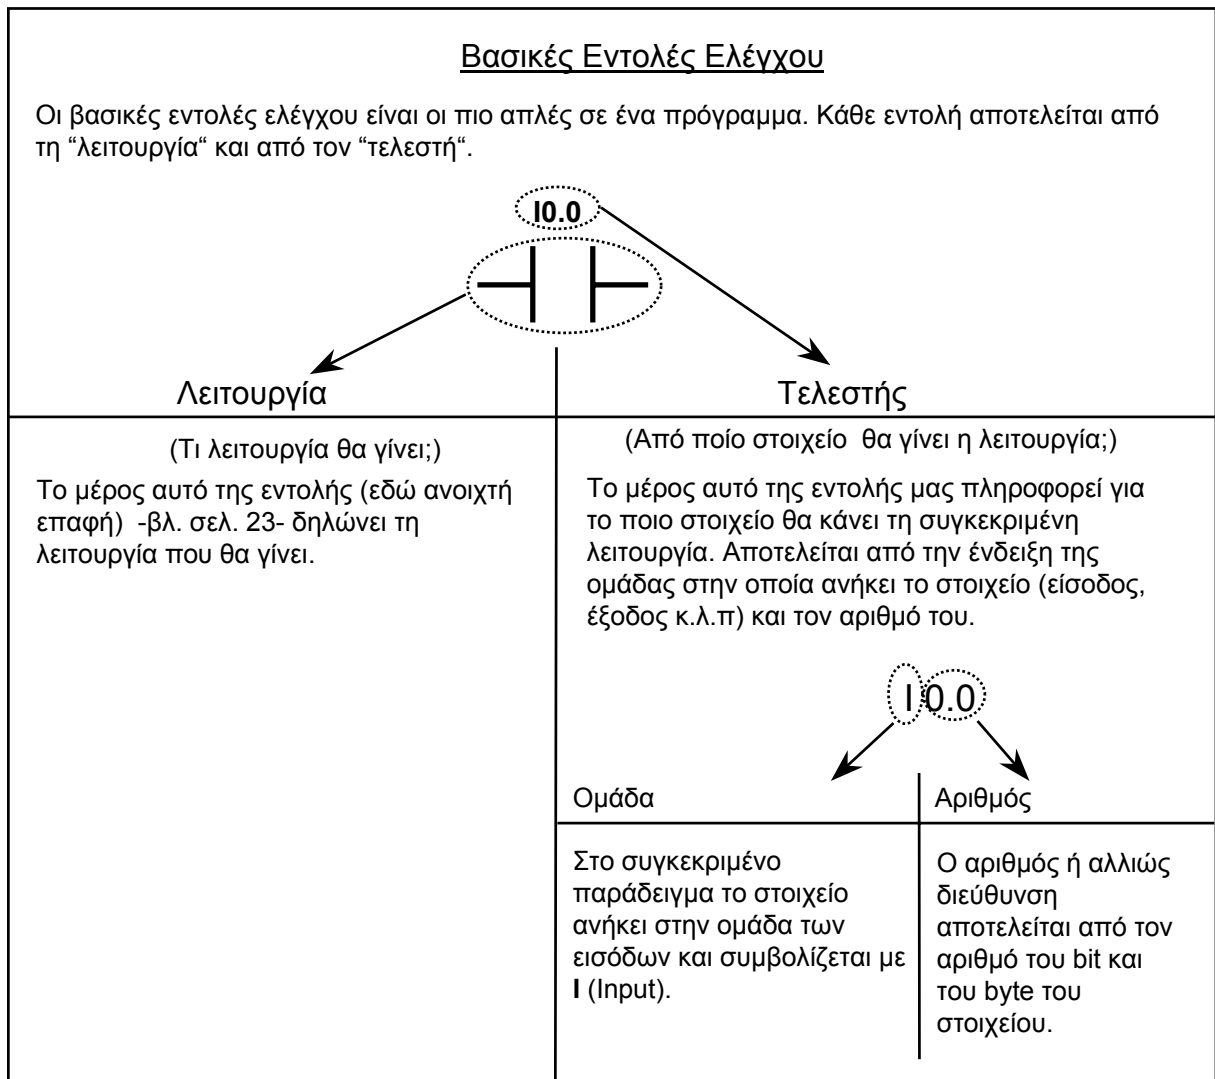 Βασικές Εντολές Ελέγχου
Οι βασικές εντολές ελέγχου είναι οι πιο απλές σε ένα πρόγραμμα. Κάθε εντολή αποτελείται από
τη “λειτουργία“ και από τον “τελεστή“.
I0.0
Λειτουργία
Τελεστής
(Τι λειτουργία θα γίνει;)
Το μέρος αυτό της εντολής (εδώ ανοιχτή
επαφή)  -βλ. σελ. 23- δηλώνει τη
λειτουργία που θα γίνει.
(Από ποίο στοιχείο  θα γίνει η λειτουργία;)
Το μέρος αυτό της εντολής μας πληροφορεί για
το ποιο στοιχείο θα κάνει τη συγκεκριμένη
λειτουργία. Αποτελείται από την ένδειξη της
ομάδας στην οποία ανήκει το στοιχείο (είσοδος,
έξοδος κ.λ.π) και τον αριθμό του.
I 0.0
Ομάδα
Στο συγκεκριμένο
παράδειγμα το στοιχείο
ανήκει στην ομάδα των
εισόδων και συμβολίζεται με
I (Input).
Αριθμός
Ο αριθμός ή αλλιώς
διεύθυνση
αποτελείται από τον
αριθμό του bit και
του byte του
στοιχείου.